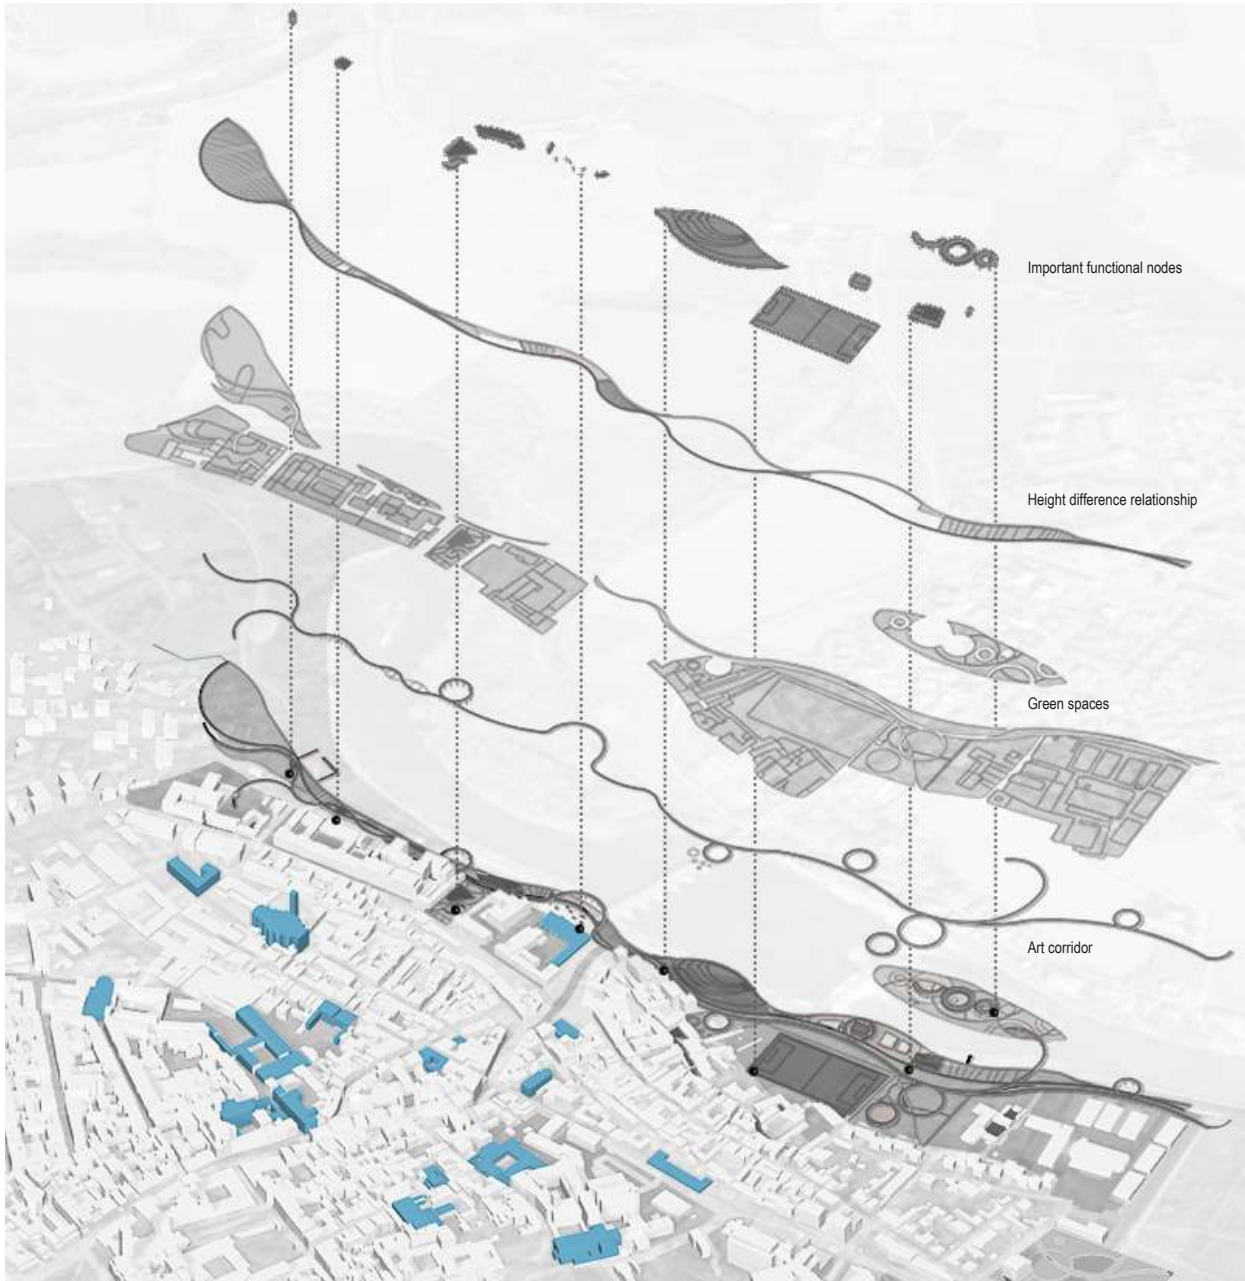 Important functional nodes
Height difference relationship
Green spaces
Art corridor